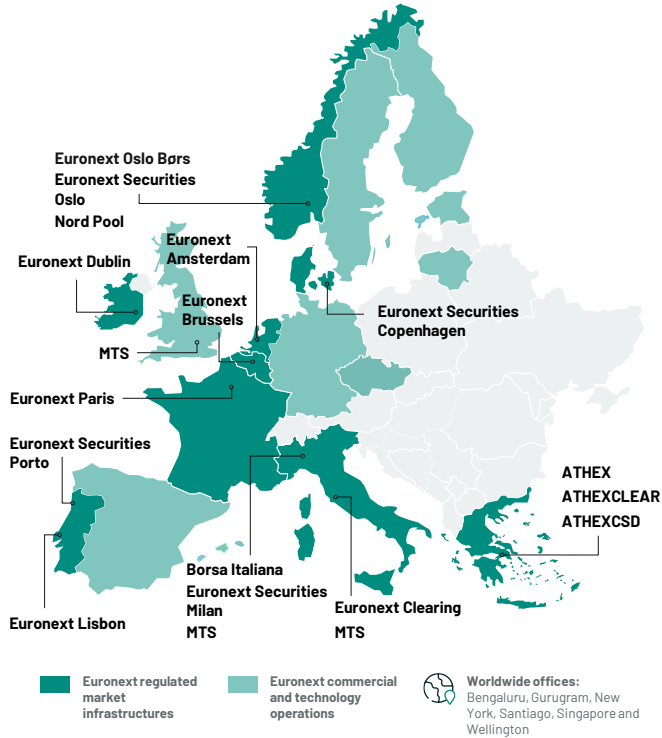 Euronext Oslo Børs
Euronext Securities
Oslo
Nord Pool
Euronext
Amsterdam
Euronext Dublin
Euronext
Brussels
Euronext Securities
Copenhagen
MTS
Euronext Paris
Euronext Securities
Porto
ATHEX
ATHEXCLEAR
ATHEXCSD
Borsa Italiana
Euronext Securities
Milan
MTS
Euronext Clearing
MTS
Euronext Lisbon
Euronext regulated
market
infrastructures
Euronext commercial
and technology
operations
Worldwide offices:
Bengaluru, Gurugram, New
York, Santiago, Singapore and
Wellington